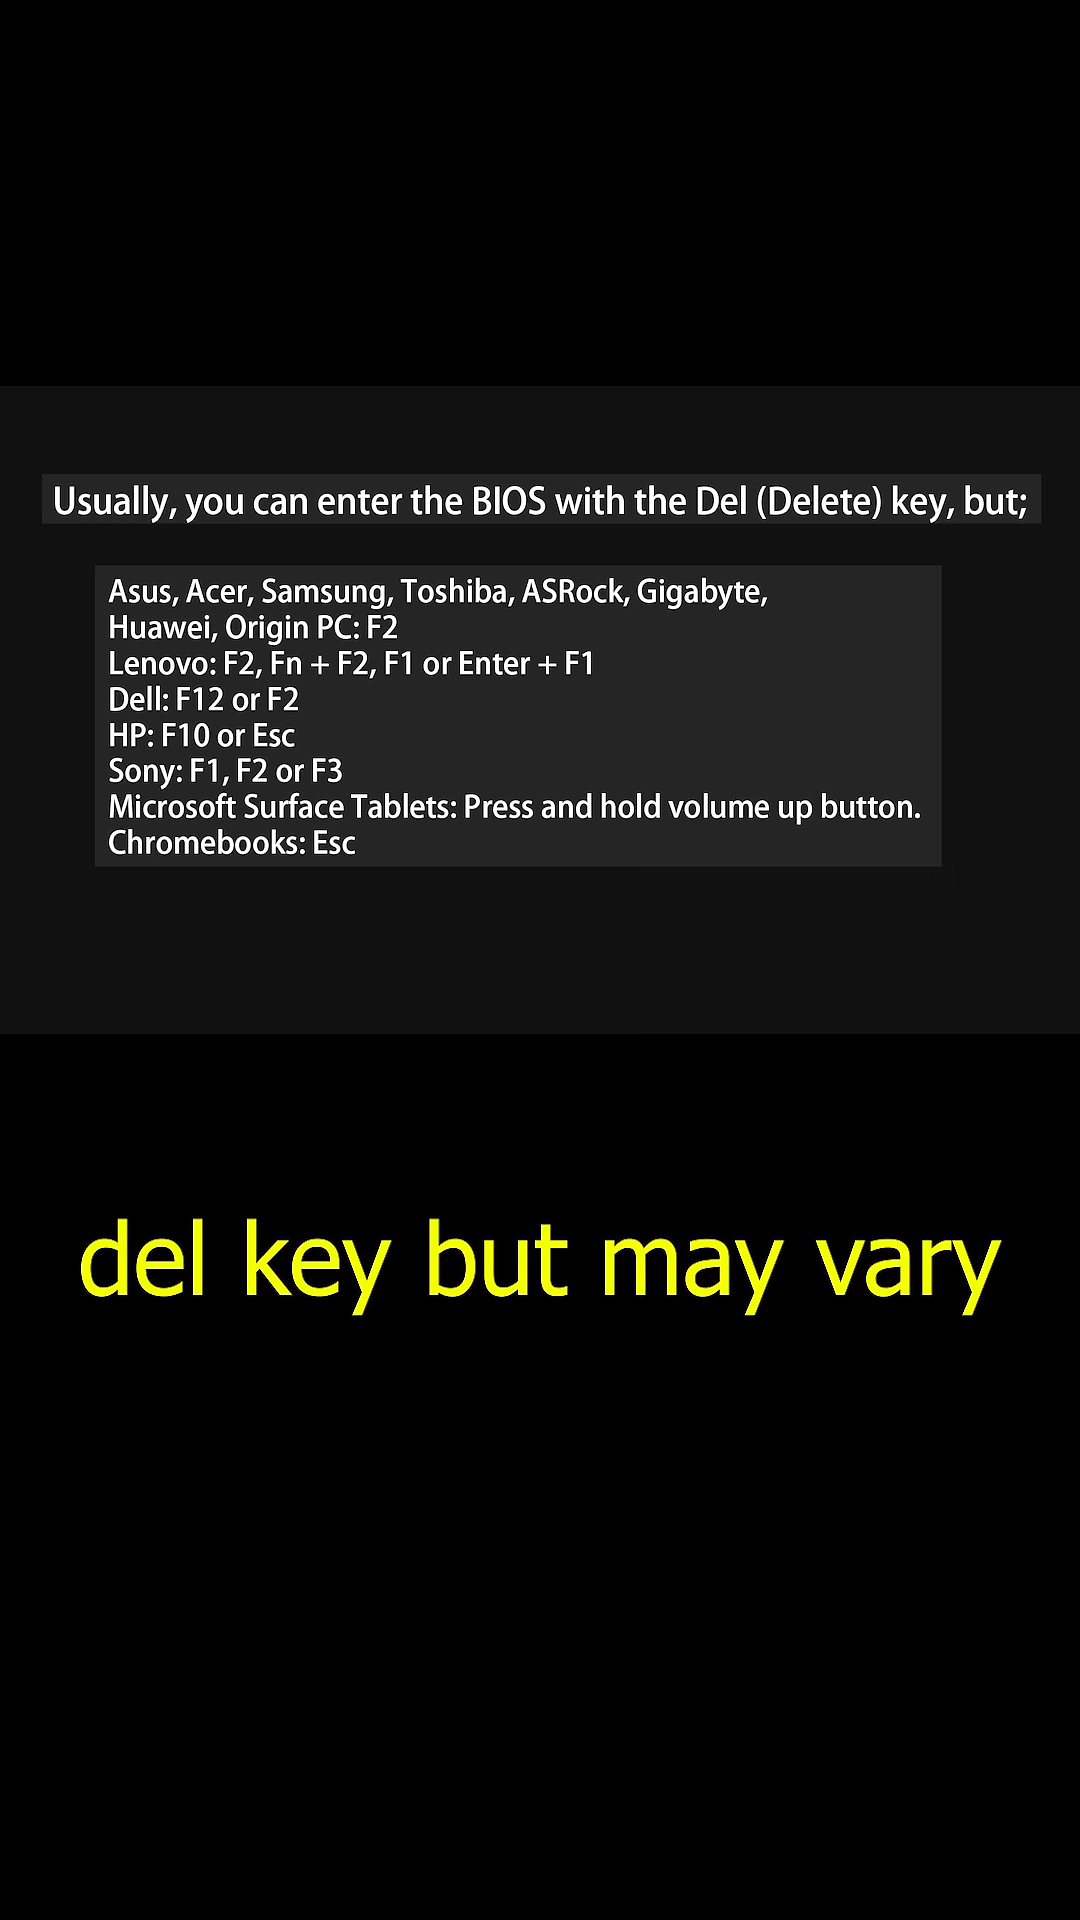 Usually, you can enter the BIOS with the Del (Delete) key, but;
Asus, Acer, Samsung, Toshiba, ASRock, Gigabyte,
Huawei, Origin PC: F2
Lenovo: F2, Fn + F2, F1 or Enter + F1
Dell: F12 or F2
HP: F10 or Esc
Sony: F1, F2 or F3
Microsoft Surface Tablets: Press and hold volume up button.
Chromebooks: Esc
del key but may vary